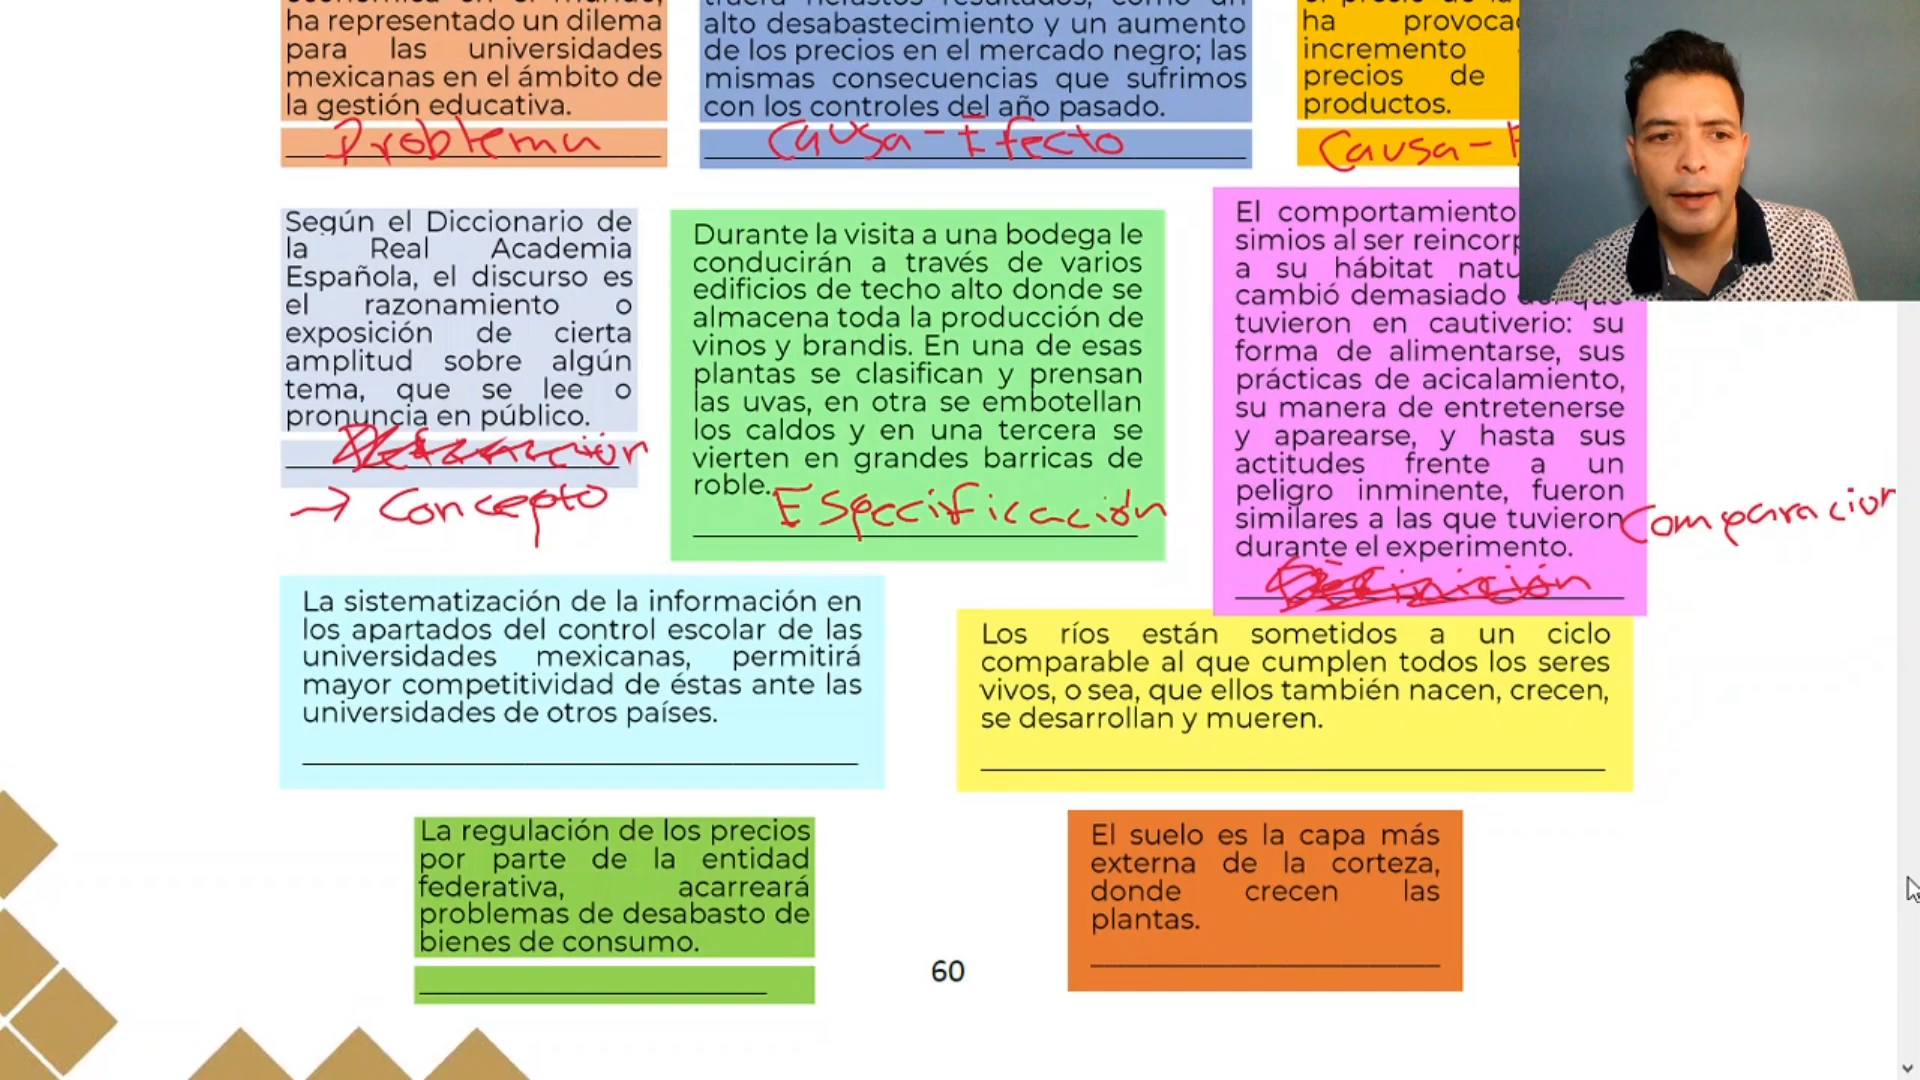 ha representado un dilema
para las universidades
mexicanas en el ámbito de
la gestión educativa.
Problema
alto desabastecimiento y un aumento
de los precios en el mercado negro; las
mismas consecuencias que sufrimos
con los controles del año pasado.
Causa - Efecto
ha
incremento
precios de
productos.
Causa -
Según el Diccionario de
la Real Academia
Española, el discurso es
el razonamiento o
exposición de cierta
amplitud sobre algún
tema, que se lee o
pronuncia en público.
→ Concepto
Durante la visita a una bodega le
conducirán a través de varios
edificios de techo alto donde se
almacena toda la producción de
vinos y brandis. En una de esas
plantas se clasifican y prensan
las uvas, en otra se embotellan
los caldos y en una tercera se
vierten en grandes barricas de
roble.
Especificación
El comportamiento
simios al ser
a su hábitat
cambió demasiado
tuvieron en cautiverio: su
forma de alimentarse, sus
prácticas de acicalamiento,
su manera de entretenerse
y aparearse, y hasta sus
actitudes frente a un
peligro inminente, fueron
similares a las que tuvieron
durante el experimento.
Comparacion
La sistematización de la información en
los apartados del control escolar de las
universidades mexicanas, permitirá
mayor competitividad de éstas ante las
universidades de otros países.
Los ríos están sometidos a un ciclo
comparable al que cumplen todos los seres
vivos, o sea, que ellos también nacen, crecen,
se desarrollan y mueren.
La regulación de los precios
por parte de la entidad
federativa, acarreará
problemas de desabasto de
bienes de consumo.
El suelo es la capa más
externa de la corteza,
donde crecen las
plantas.
60